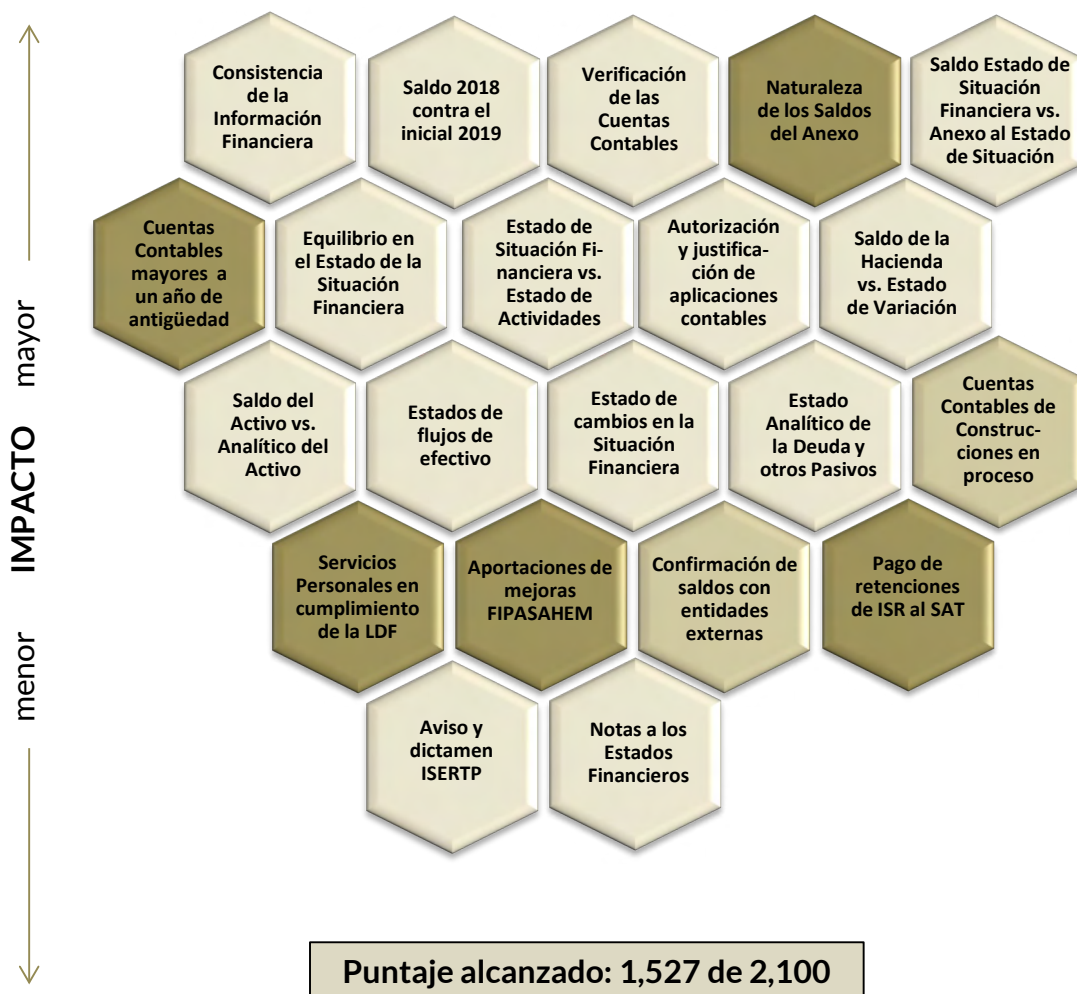 Consistencia
de la
Información
Financiera
Saldo 2018
contra el
inicial 2019
Verificación
de las
Cuentas
Contables
Naturaleza
de los Saldos
del Anexo
Saldo Estado de
Situación
Financiera vs.
Anexo al Estado
de Situación
Cuentas
Contables
mayores a
un año de
antigüedad
Equilibrio en
el Estado de la
Situación
Financiera
Estado de
Situación Fi-
nanciera vs.
Estado de
Actividades
Autorización
y justifica-
ción de
aplicaciones
contables
Saldo de la
Hacienda
vs. Estado
de Variación
Saldo del
Activo vs.
Analítico del
Activo
Estados de
flujos de
efectivo
Estado de
cambios en la
Situación
Financiera
Estado
Analítico de
la Deuda y
otros Pasivos
Cuentas
Contables de
Construc-
ciones en
proceso
Servicios
Personales en
cumplimiento
de la LDF
Aportaciones de
mejoras
FIPASAHEM
Confirmación de
saldos con
entidades
externas
Pago de
retenciones
de ISR al SAT
Aviso y
dictamen
ISERTP
Notas a los
Estados
Financieros
mayor
IMPACTO
menor
Puntaje alcanzado: 1,527 de 2,100